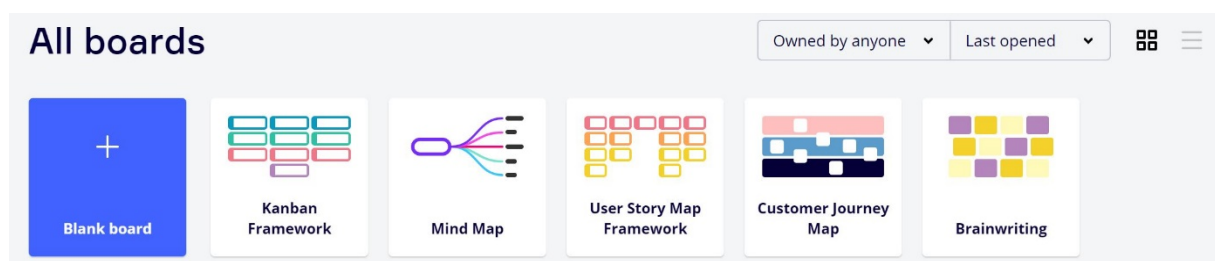 All boards
Owned by anyone
Last opened
Blank board
Kanban
Framework
Mind Map
User Story Map
Framework
Customer Journey
Map
Brainwriting